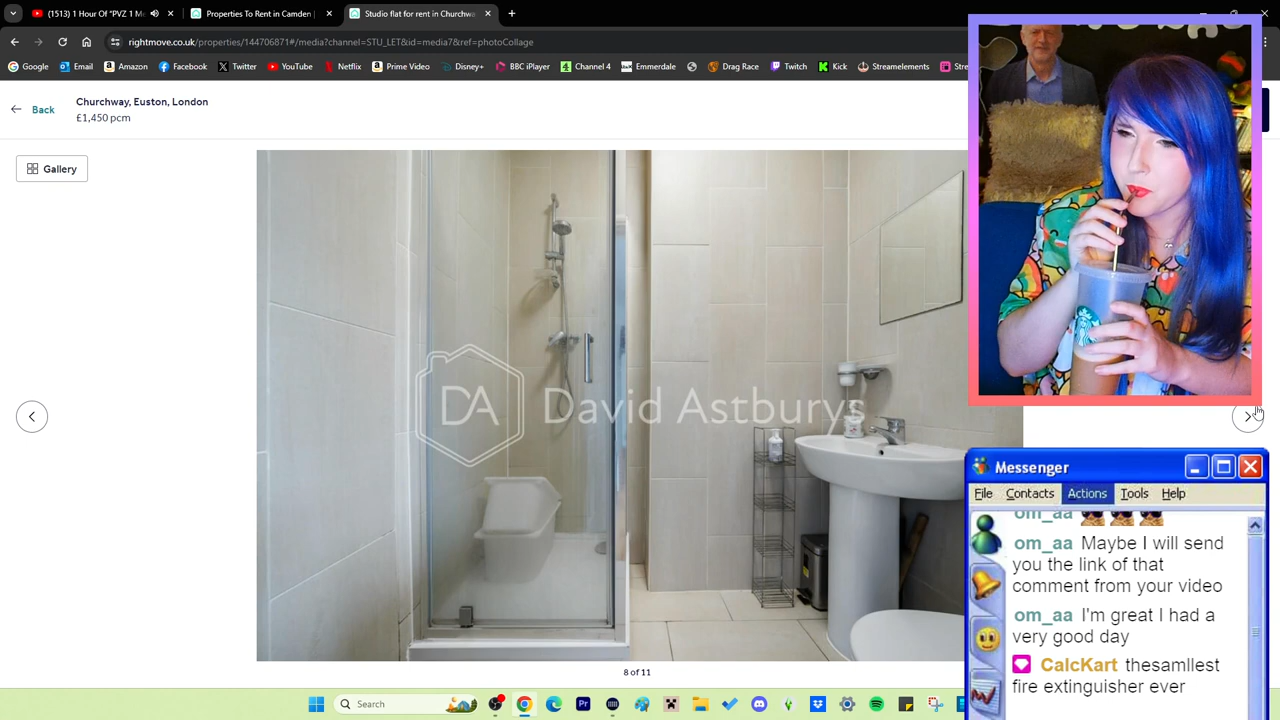 (1513) 1 Hour Of "PVZ 1 M
Properties To Rent in Camden
Studio flat for rent in Churchw
rightmove.co.uk/properties/144706871#/media?channel=STU_LET&id=media7&ref=photoCollage
Google Email Amazon Facebook Twitter YouTube Netflix Prime Video Disney+ BBC iPlayer Channel 4 Emmerdale Drag Race Twitch Kick Streamelements
Back
Churchway, Euston, London
£1,450 pcm
Gallery
DA David Astburys
8 of 11
Messenger
File Contacts Actions Tools Help
om_aa
om_aa Maybe I will send
you the link of that
comment from your video
om_aa I'm great I had a
very good day
CalcKart thesamllest
fire extinguisher ever
Search